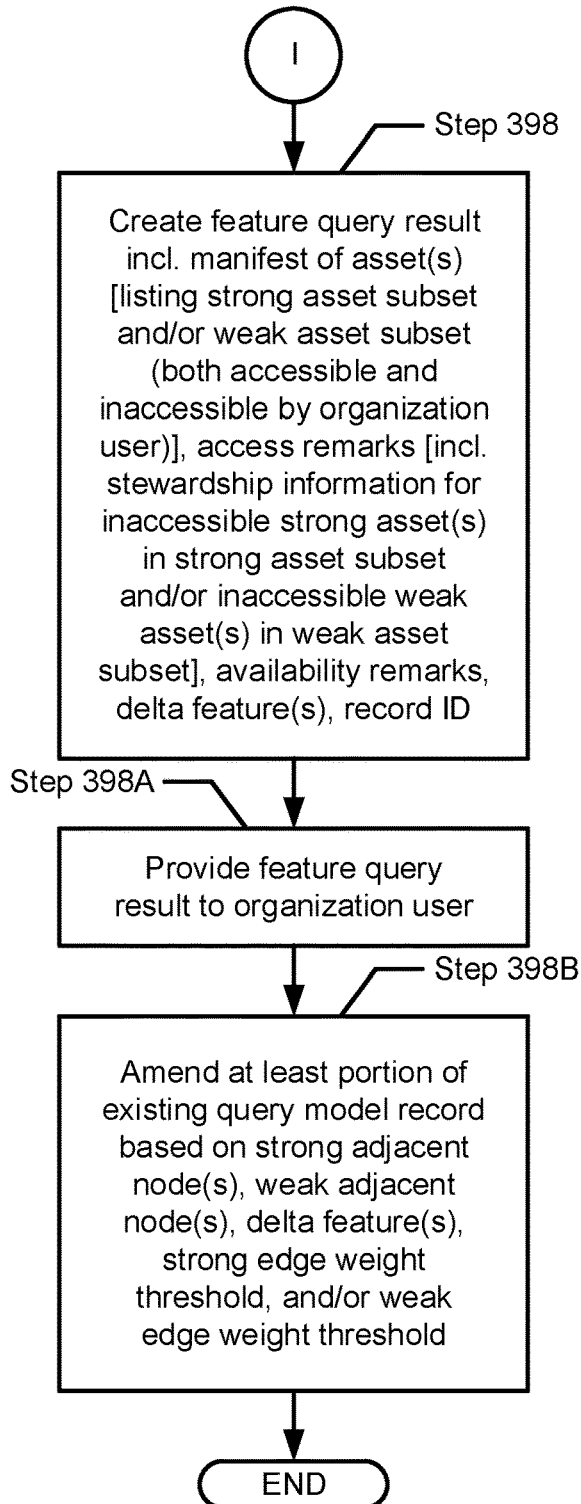 I
Step 398
Create feature query result
incl. manifest of asset(s)
[listing strong asset subset
and/or weak asset subset
(both accessible and
inaccessible by organization
user)], access remarks [incl.
stewardship information for
inaccessible strong asset(s)
in strong asset subset
and/or inaccessible weak
asset(s) in weak asset
subset], availability remarks,
delta feature(s), record ID
Step 398A
Provide feature query
result to organization user
Step 398B
Amend at least portion of
existing query model record
based on strong adjacent
node(s), weak adjacent
node(s), delta feature(s),
strong edge weight
threshold, and/or weak
edge weight threshold
END